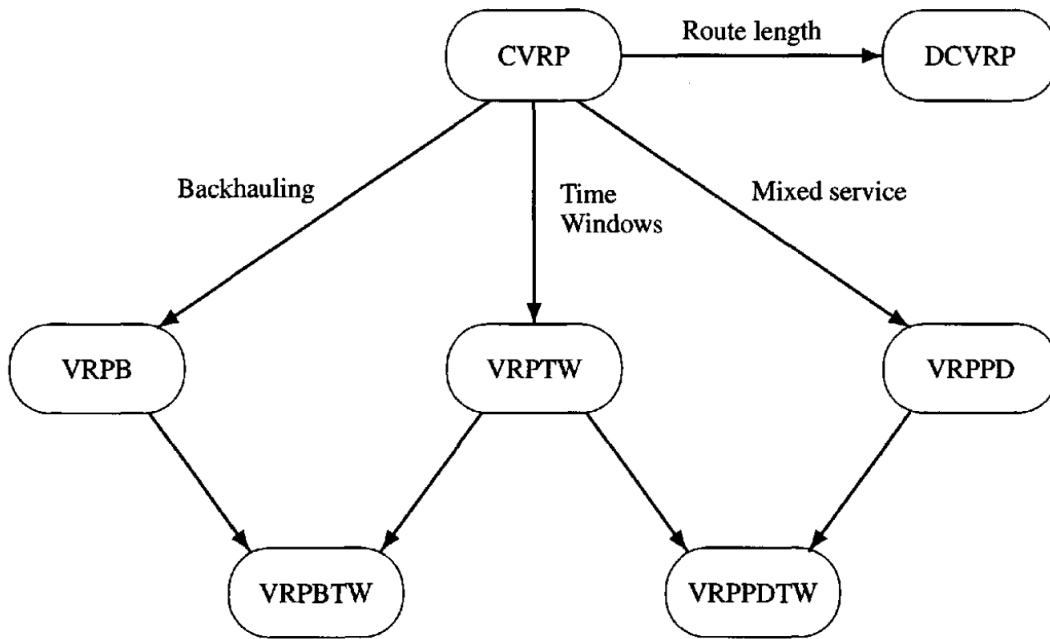 Route length
CVRP
DCVRP
Backhauling
Time
Windows
Mixed service
VRPB
VRPTW
VRPPD
VRPBTW
VRPPDTW